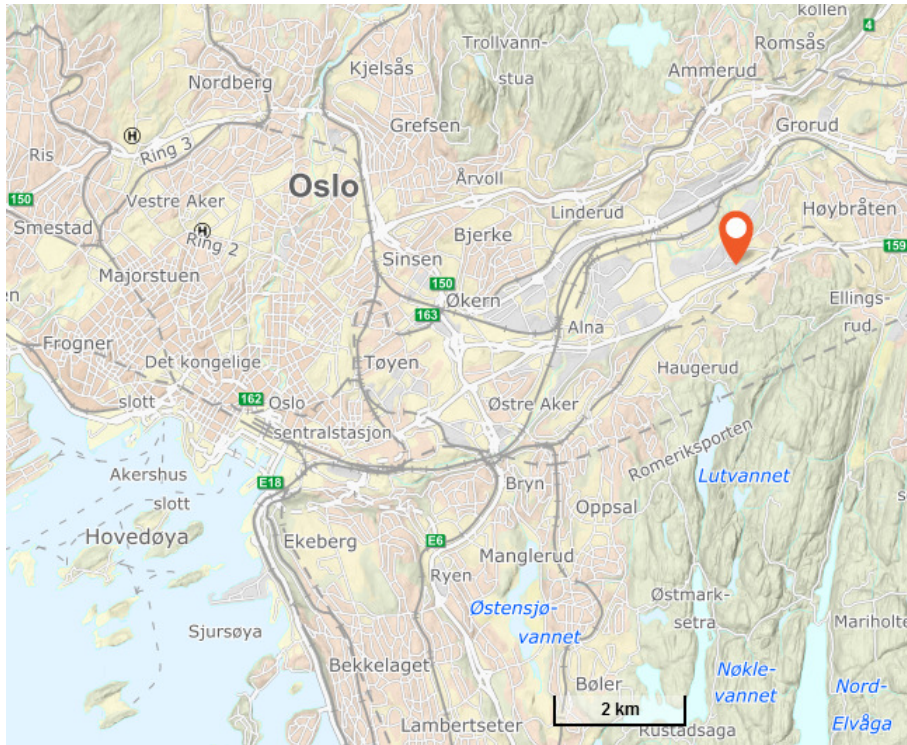 kollen
4
Trollvann-
stua
Romsås
Nordberg
Kjelsås
Ammerud
H
Ring 3
Grefsen
Grorud
Ris
Oslo
Årvoll
150
Vestre Aker
Linderud
Høybråten
Smestad
H
Ring 2
Bjerke
159
Majorstuen
Sinsen
150
Økern
Ellings-
rud
163
Alna
Frogner
Det kongelige
slott
Tøyen
Haugerud
162
Oslo
sentralstasjon
Østre Aker
Romeriksporten
Akershus
slott
E18
Bryn
Lutvannet
Oppsal
Hovedøya
Ekeberg
E6
Manglerud
Ryen
Østensjø-
vannet
Østmark-
setra
Sjursøya
Mariholte
Bekkelaget
Bøler
Nøkle-
vannet
Nord-
Elvåga
2 km
Lambertseter
Rustadsaga